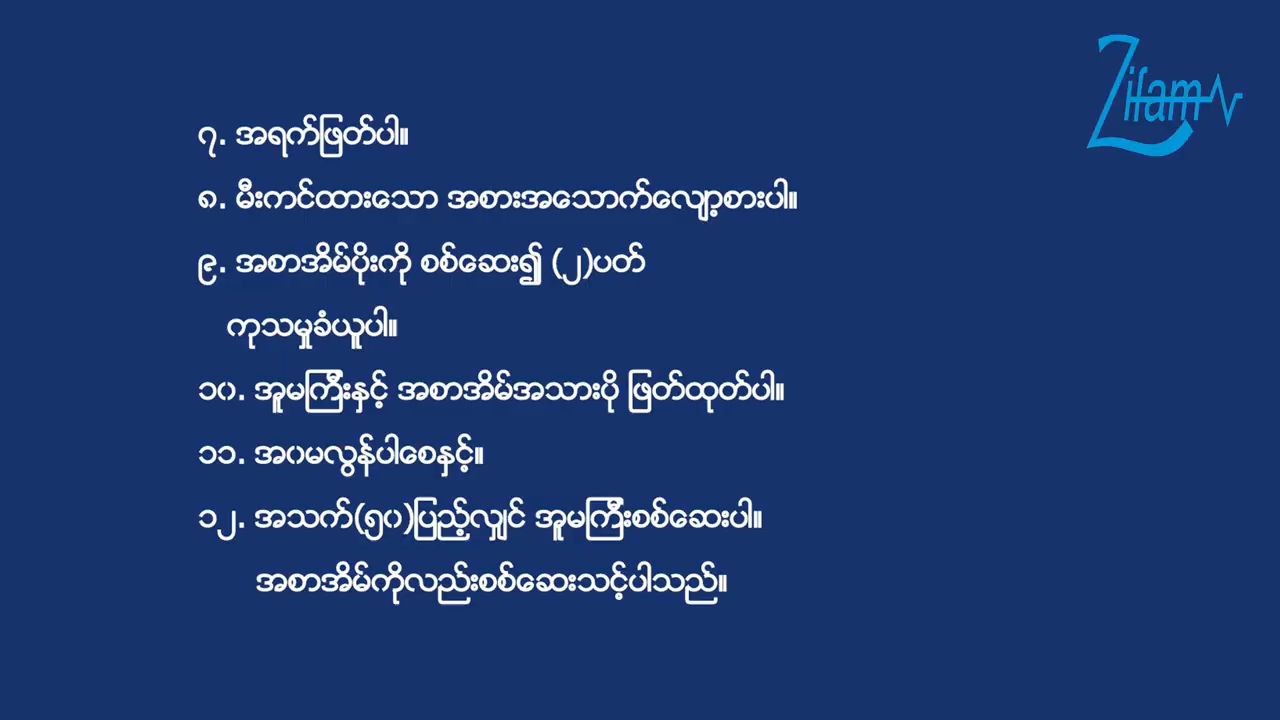 Zifam
၇. အရက်ဖြတ်ပါ။
၈. မီးကင်ထားသော အစားအသောက်လျော့စားပါ။
၉. အစာအိမ်ပိုးကို စစ်ဆေး၍ (၂)ပတ်
ကုသမှုခံယူပါ။
၁၀. အူမကြီးနှင့် အစာအိမ်အသားပို ဖြတ်ထုတ်ပါ။
၁၁. အဝမလွန်ပါစေနှင့်။
၁၂. အသက်(၅၀)ပြည့်လျှင် အူမကြီးစစ်ဆေးပါ။
အစာအိမ်ကိုလည်းစစ်ဆေးသင့်ပါသည်။